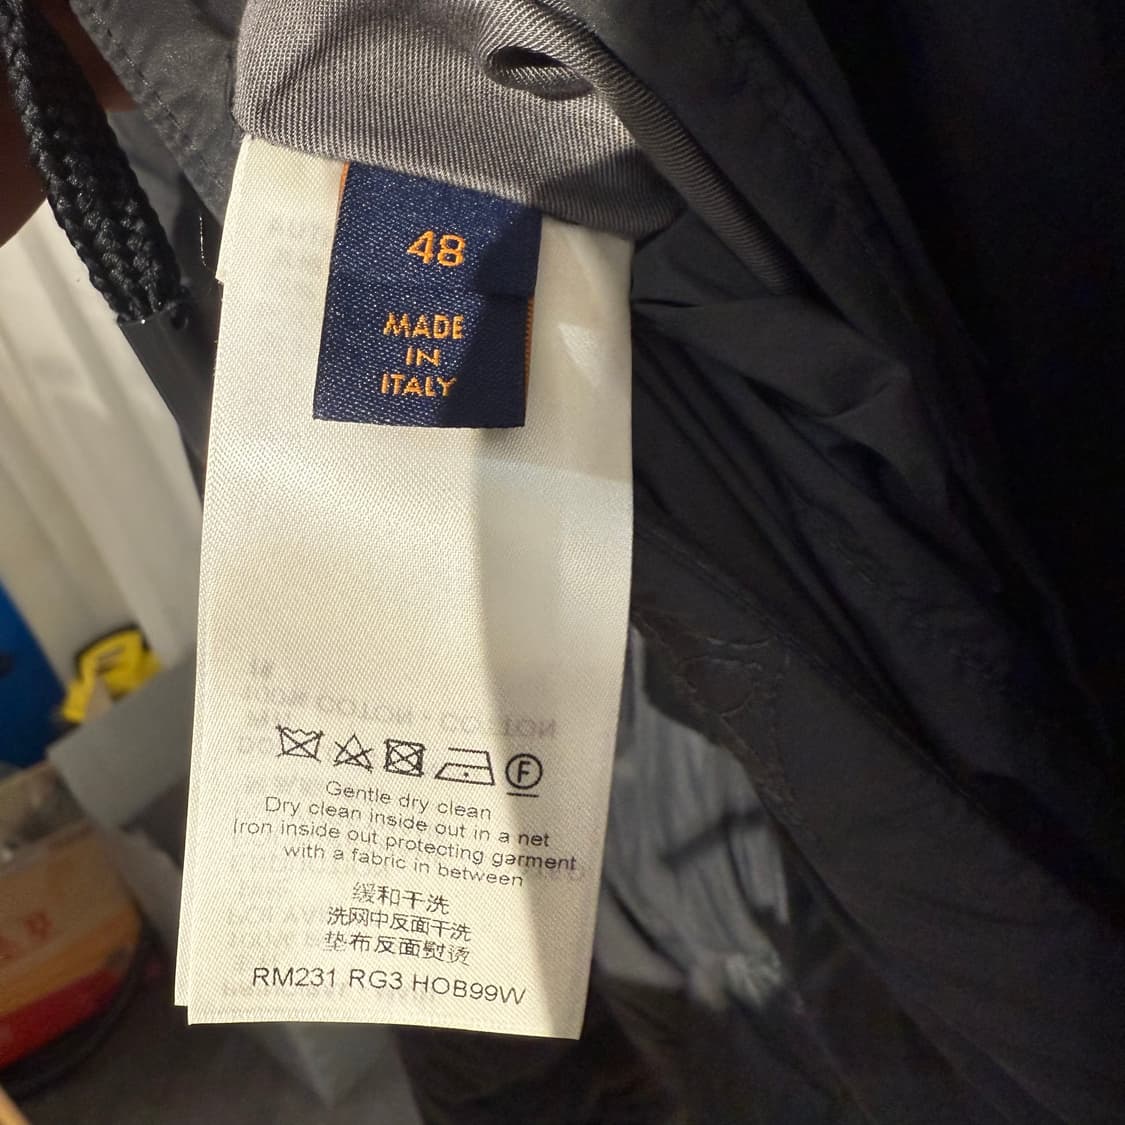 48
MADE
IN
ITALY
F
Gentle dry clean
Dry clean inside out in a net
Iron inside out protecting garment
with a fabric in between
缓和干洗
洗网中反面干洗
垫布反面熨烫
RM231 RG3 HOB99W